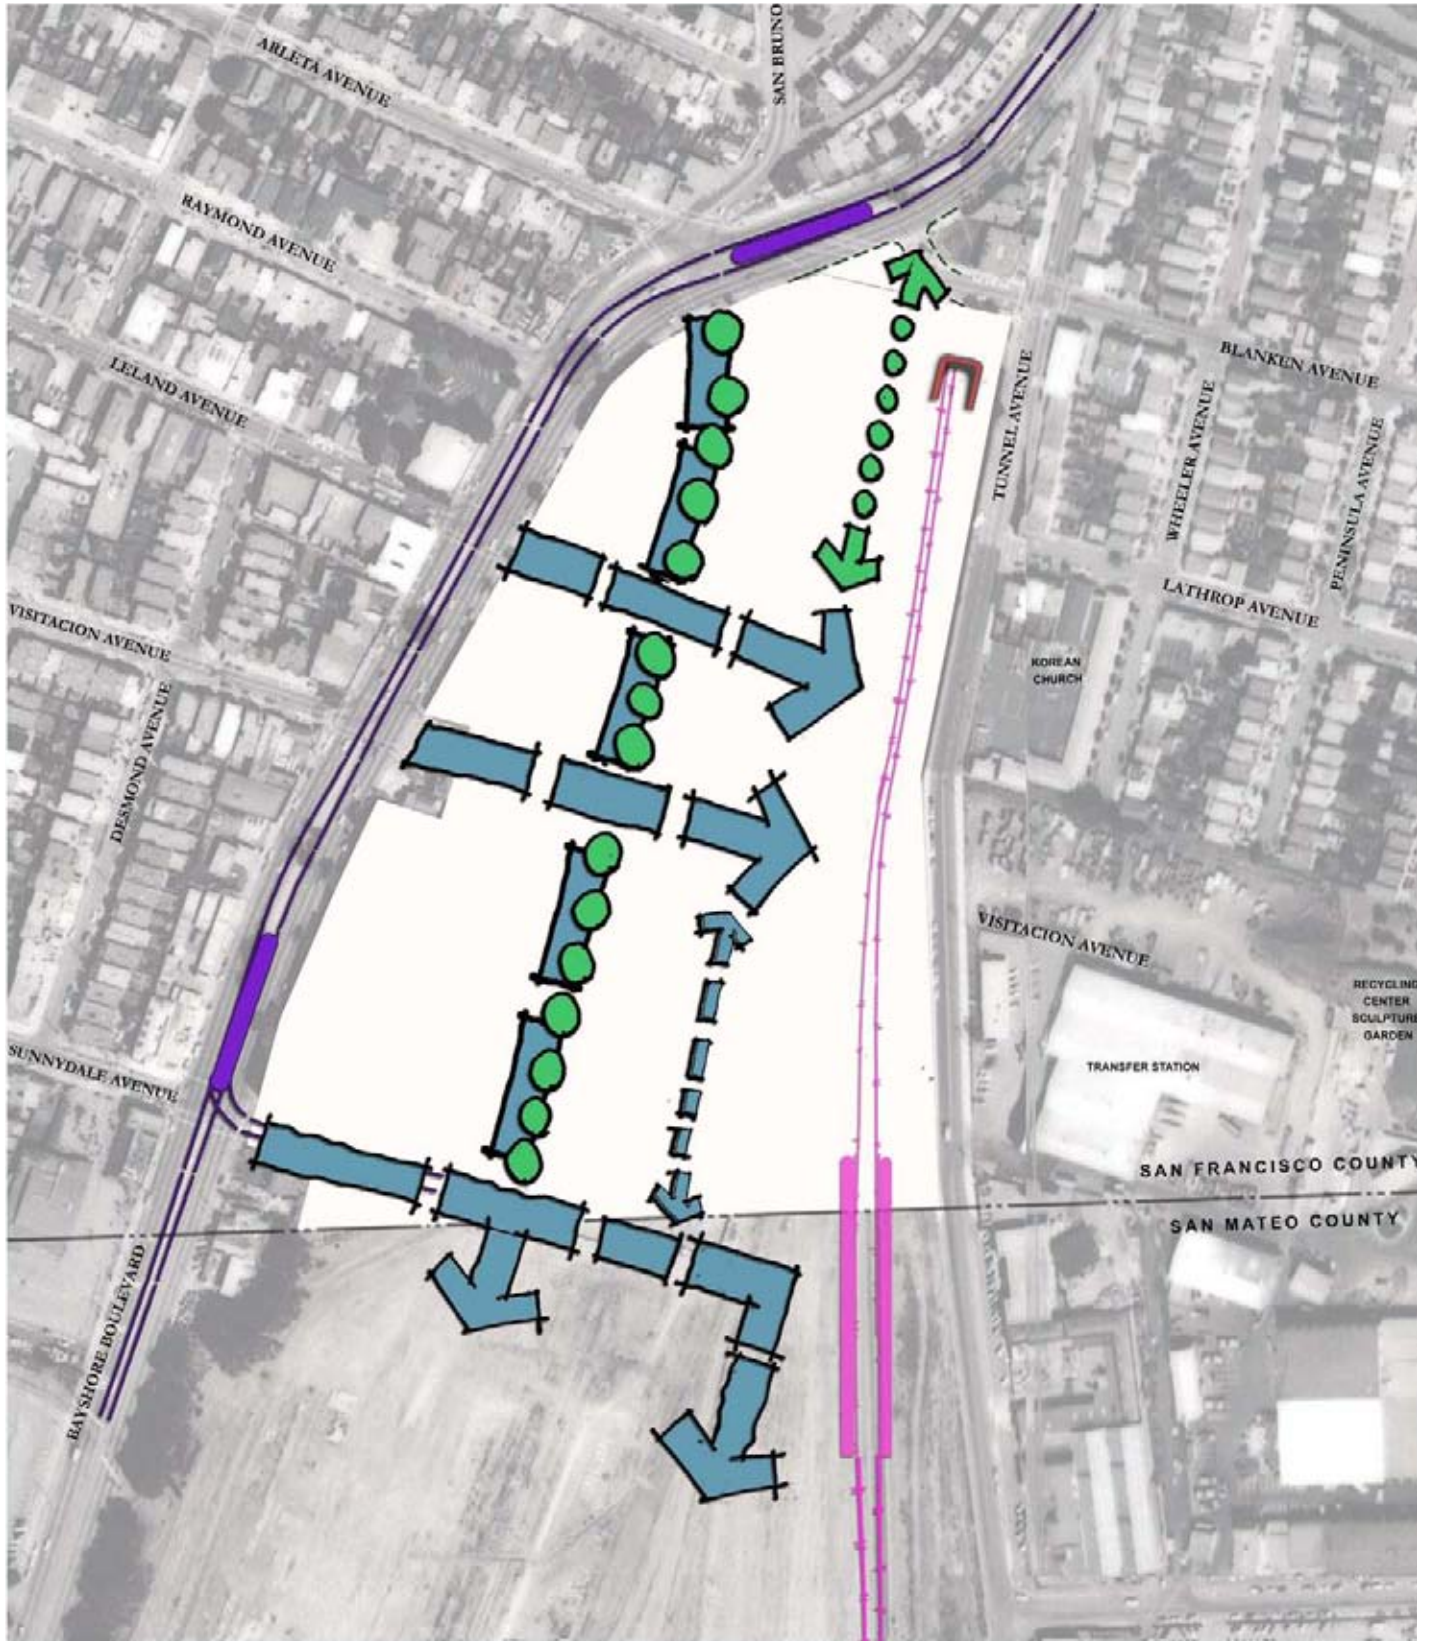 SAN BRUNO
ARLETA AVENUE
RAYMOND AVENUE
LELAND AVENUE
BLANKEN AVENUE
TUNNEL AVENUE
WHEELER AVENUE
PENINSULA AVENUE
LATHROP AVENUE
VISITACION AVENUE
KOREAN
CHURCH
DESMOND AVENUE
VISITACION AVENUE
RECYCLING
CENTER
SCULPTURE
GARDEN
SUNNYDALE AVENUE
TRANSFER STATION
SAN FRANCISCO COUNTY
SAN MATEO COUNTY
BAYSHORE BOULEVARD